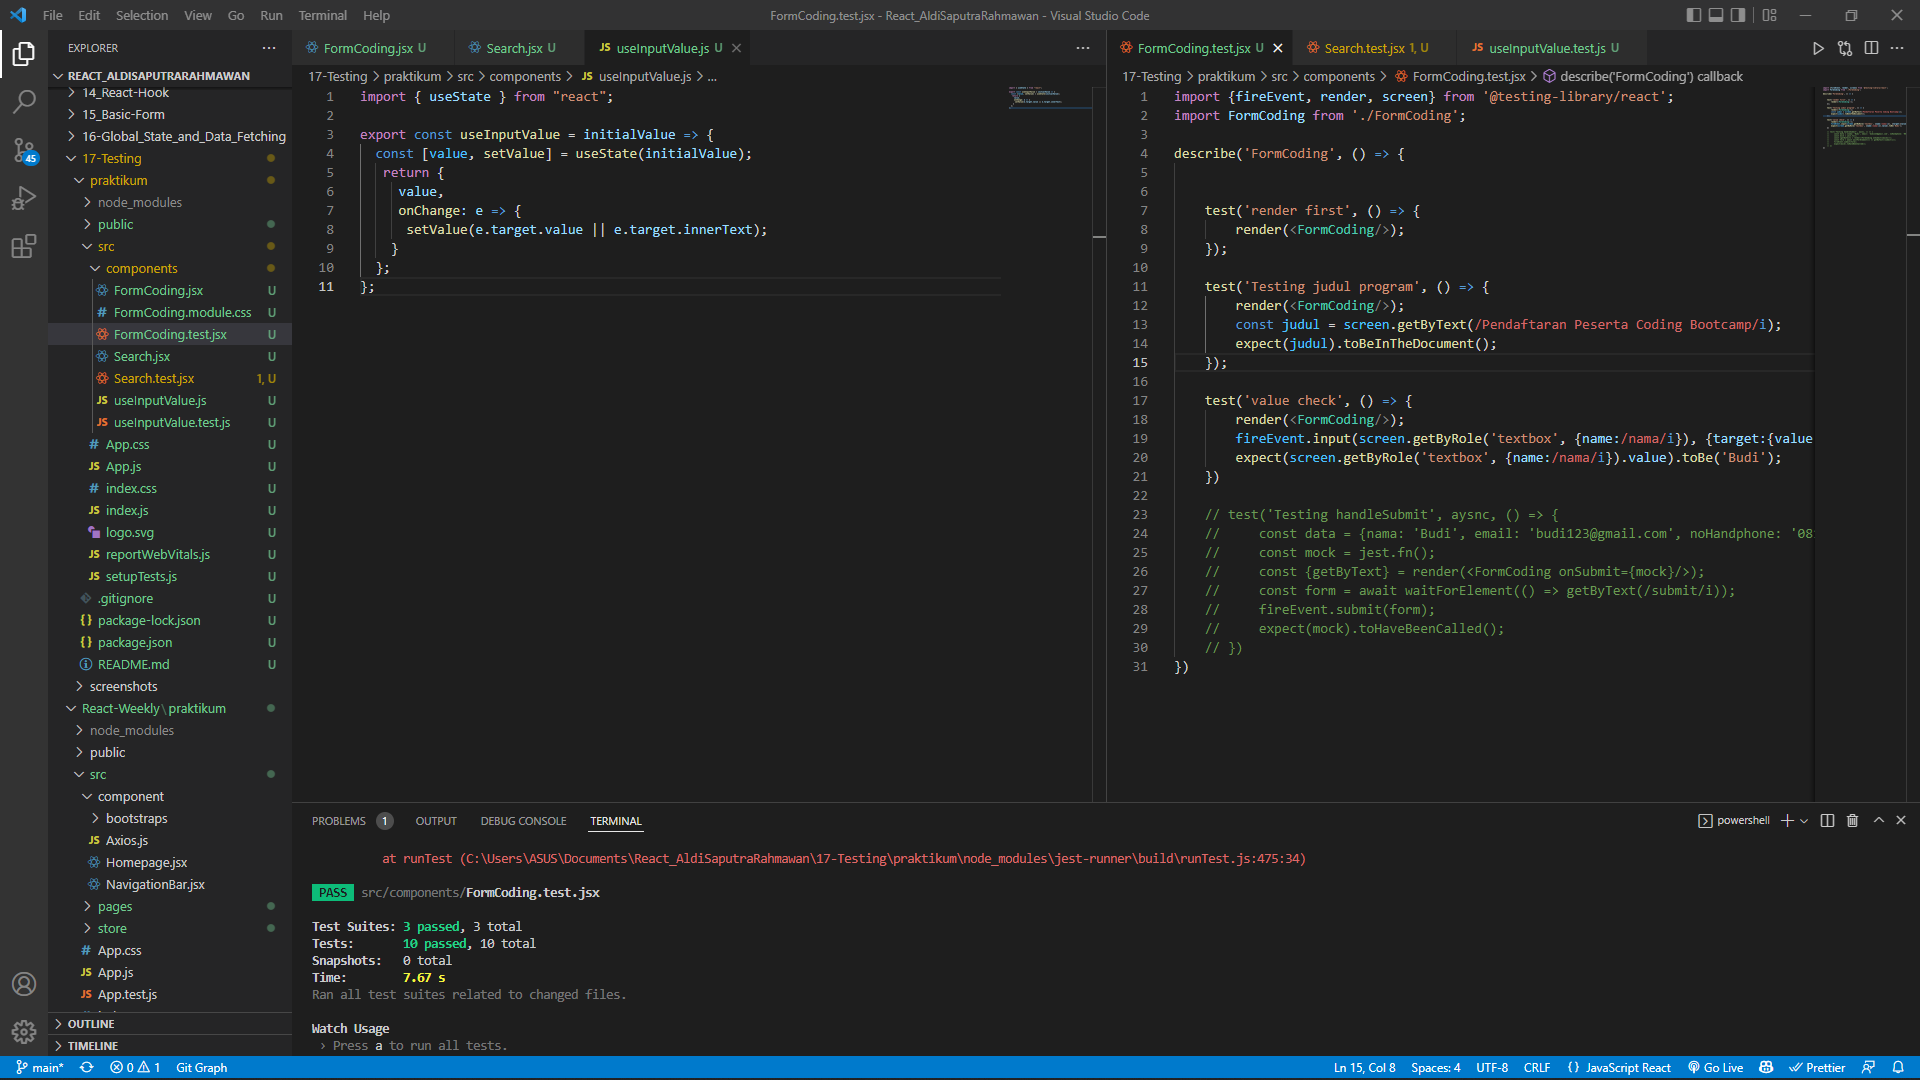 File Edit Selection View Go Run Terminal Help
FormCoding.test.jsx - React_AldiSaputraRahmawan - Visual Studio Code
45
EXPLORER
REACT_ALDISAPUTRARAHMAWAN
14_React-Hook
15_Basic-Form
16-Global_State_and_Data_Fetching
17-Testing
praktikum
node_modules
public
src
components
FormCoding.jsx U
# FormCoding.module.css U
FormCoding.test.jsx U
Search.jsx U
Search.test.jsx 1, U
JS useInputValue.js U
JS useInputValue.test.js U
# App.css U
JS App.js U
# index.css U
JS index.js U
logo.svg U
JS reportWebVitals.js U
JS setupTests.js U
.gitignore U
{} package-lock.json U
{} package.json U
README.md U
screenshots
React-Weekly\praktikum
node_modules
public
src
component
bootstraps
JS Axios.js
Homepage.jsx
NavigationBar.jsx
pages
store
# App.css
JS App.js
JS App.test.js
OUTLINE
TIMELINE
FormCoding.jsx U Search.jsx U JS useInputValue.js U
17-Testing > praktikum > src > components > JS useInputValue.js > ...
1 import { useState } from "react";
2
3 export const useInputValue = initialValue => {
4 const [value, setValue] = useState(initialValue);
5 return {
6 value,
7 onChange: e => {
8 setValue(e.target.value || e.target.innerText);
9 }
10 };
11 };
FormCoding.test.jsx U Search.test.jsx 1, U JS useInputValue.test.js U
17-Testing > praktikum > src > components > FormCoding.test.jsx > describe('FormCoding') callback
1 import {fireEvent, render, screen} from '@testing-library/react';
2 import FormCoding from './FormCoding';
3
4 describe('FormCoding', () => {
5
6
7 test('render first', () => {
8 render(<FormCoding/>);
9 });
10
11 test('Testing judul program', () => {
12 render(<FormCoding/>);
13 const judul = screen.getByText(/Pendaftaran Peserta Coding Bootcamp/i);
14 expect(judul).toBeInTheDocument();
15 });
16
17 test('value check', () => {
18 render(<FormCoding/>);
19 fireEvent.input(screen.getByRole('textbox', {name:/nama/i}), {target:{value
20 expect(screen.getByRole('textbox', {name:/nama/i}).value).toBe('Budi');
21 })
22
23 // test('Testing handleSubmit', aysnc, () => {
24 // const data = {nama: 'Budi', email: 'budi123@gmail.com', noHandphone: '08
25 // const mock = jest.fn();
26 // const {getByText} = render(<FormCoding onSubmit={mock}/>);
27 // const form = await waitForElement(() => getByText(/submit/i));
28 // fireEvent.submit(form);
29 // expect(mock).toHaveBeenCalled();
30 // })
31 })
PROBLEMS 1 OUTPUT DEBUG CONSOLE TERMINAL
powershell
at runTest (C:\Users\ASUS\Documents\React_AldiSaputraRahmawan\17-Testing\praktikum\node_modules\jest-runner\build\runTest.js:475:34)
PASS src/components/FormCoding.test.jsx
Test Suites: 3 passed, 3 total
Tests: 10 passed, 10 total
Snapshots: 0 total
Time: 7.67 s
Ran all test suites related to changed files.
Watch Usage
› Press a to run all tests.
main* 0 1 Git Graph
Ln 15, Col 8 Spaces: 4 UTF-8 CRLF {} JavaScript React Go Live Prettier